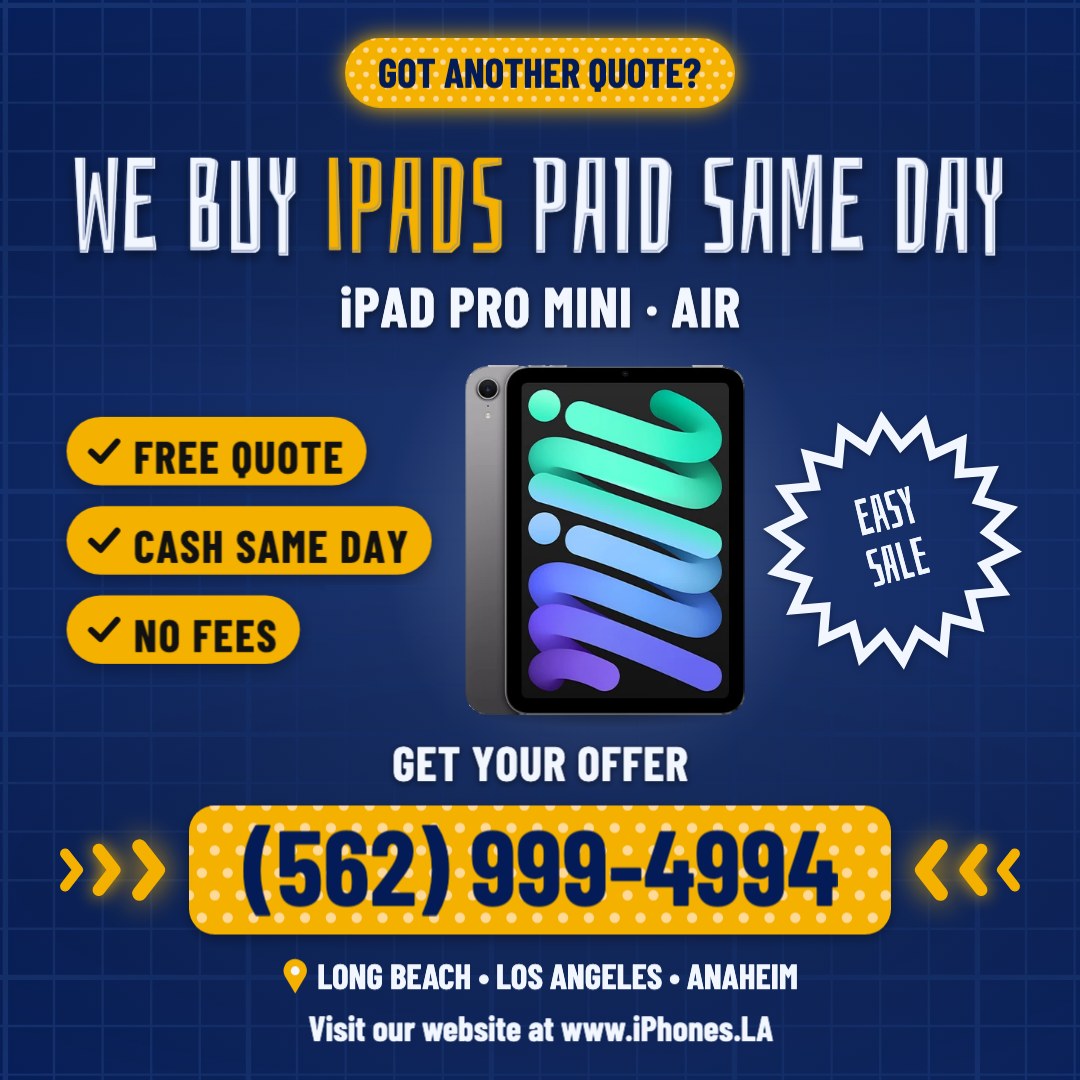 GOT ANOTHER QUOTE?
WE BUY IPADS PAID SAME DAY
iPAD PRO MINI · AIR
FREE QUOTE
CASH SAME DAY
NO FEES
EASY
SALE
GET YOUR OFFER
(562) 999-4994
LONG BEACH • LOS ANGELES • ANAHEIM
Visit our website at www.iPhones.LA